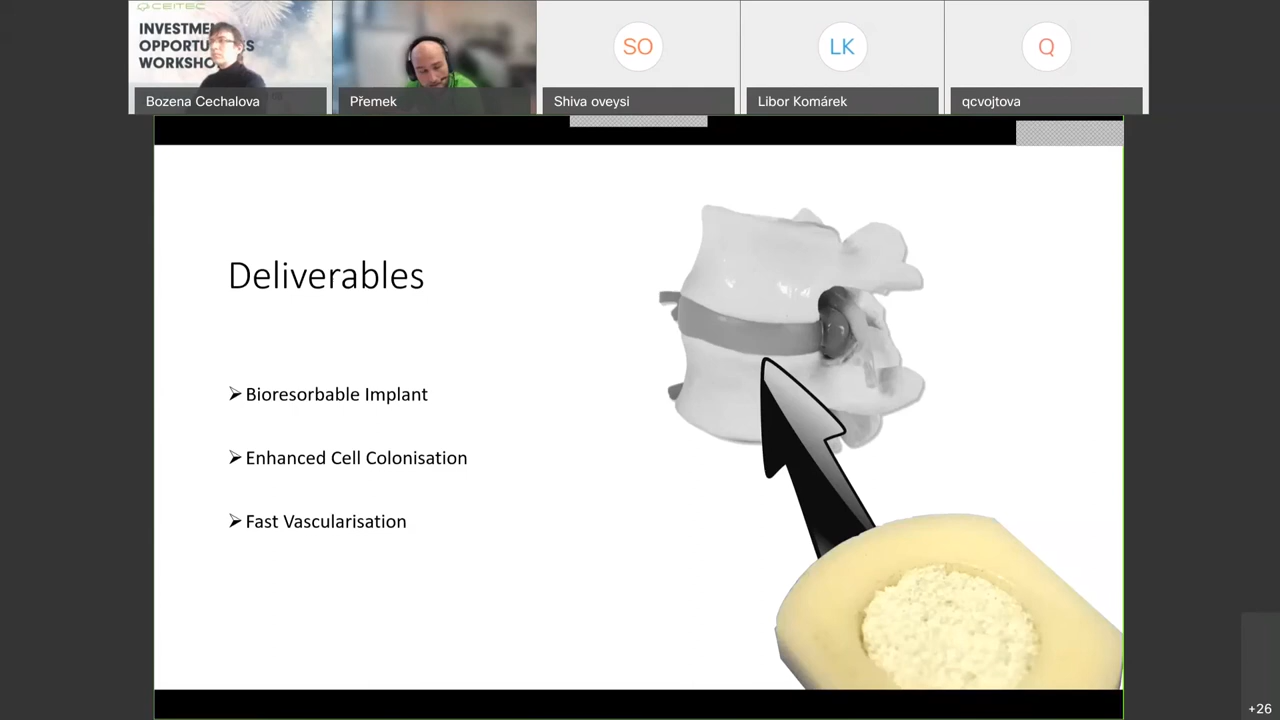 CEITEC
INVESTMEN
OPPORTU ES
WORKSHO
Bozena Cechalova
Přemek
SO
Shiva oveysi
LK
Libor Komárek
Q
qcvojtova
Deliverables
➢ Bioresorbable Implant
➢ Enhanced Cell Colonisation
➢ Fast Vascularisation
+26